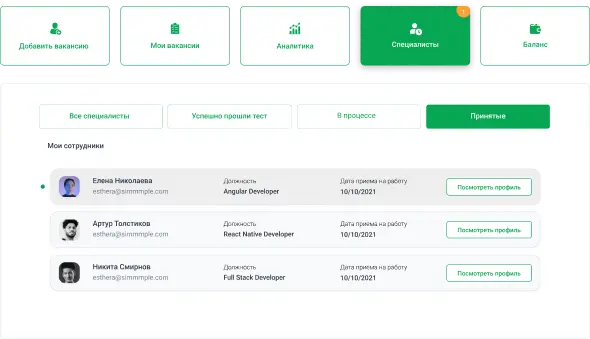 1
Добавить вакансию
Мои вакансии
Аналитика
Специалисты
Баланс
Все специалисты
Успешно прошли тест
В процессе
Принятые
Мои сотрудники
Елена Николаева
esthera@simmmple.com
Должность
Angular Developer
Дата приема на работу
10/10/2021
Посмотреть профиль
Артур Толстиков
esthera@simmmple.com
Должность
React Native Developer
Дата приема на работу
10/10/2021
Посмотреть профиль
Никита Смирнов
esthera@simmmple.com
Должность
Full Stack Developer
Дата приема на работу
10/10/2021
Посмотреть профиль